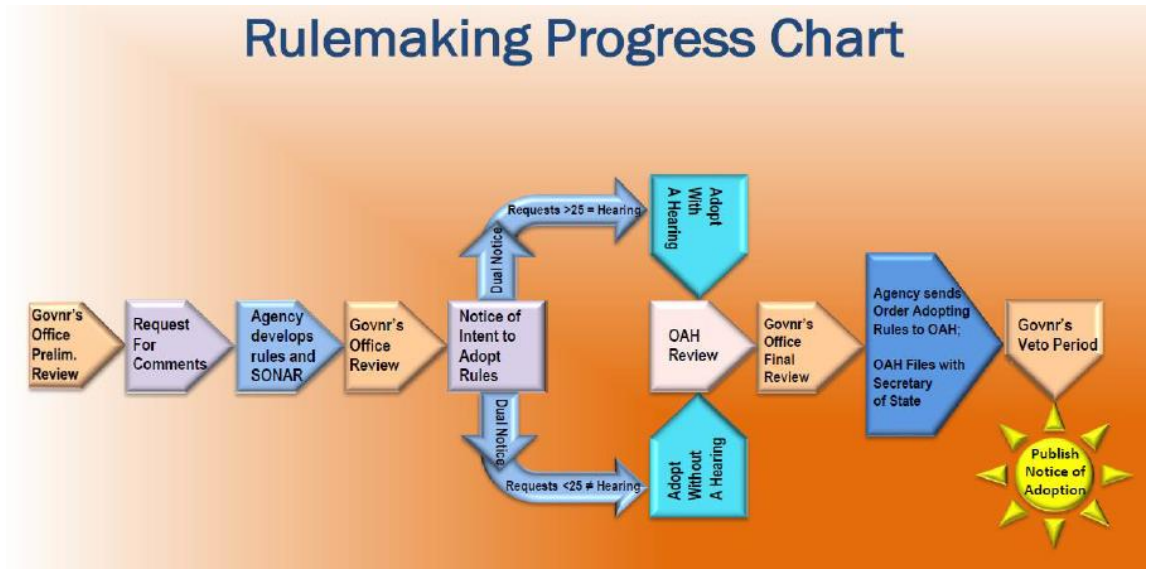 Rulemaking Progress Chart
Govnr's
Office
Prelim.
Review
Request
For
Comments
Agency
develops
rules and
SONAR
Govnr's
Office
Review
Notice of
Intent to
Adopt
Rules
Dual Notice
Requests >25 = Hearing
Adopt
With
A Hearing
Dual Notice
Requests <25 ≠ Hearing
Adopt
Without
A Hearing
OAH
Review
Govnr's
Office
Final
Review
Agency sends
Order Adopting
Rules to OAH;
OAH Files with
Secretary
of State
Govnr's
Veto Period
Publish
Notice of
Adoption